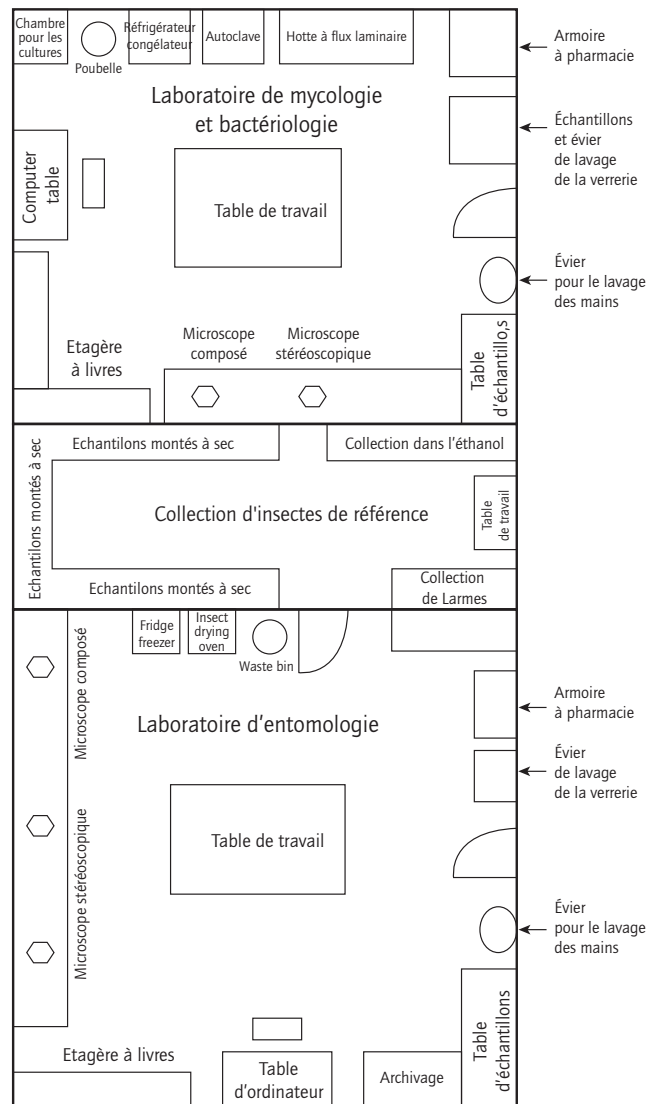 Chambre
pour les
cultures
Poubelle
Réfrigérateur
congélateur
Autoclave
Hotte à flux laminaire
Armoire
à pharmacie
Laboratoire de mycologie
et bactériologie
Échantillons
et évier
de lavage
de la verrerie
Computer
table
Table de travail
Évier
pour le lavage
des mains
Etagère
à livres
Microscope
composé
Microscope
stéréoscopique
Table
d'échantillo,s
Echantilons montés à sec
Echantilons montés à sec
Collection dans l'éthanol
Collection d'insectes de référence
Table
de travail
Echantilons montés à sec
Collection
de Larmes
Microscope composé
Fridge
freezer
Insect
drying
oven
Waste bin
Laboratoire d'entomologie
Armoire
à pharmacie
Évier
de lavage
de la verrerie
Microscope stéréoscopique
Table de travail
Évier
pour le lavage
des mains
Etagère à livres
Table
d'ordinateur
Archivage
Table
d'échantillons